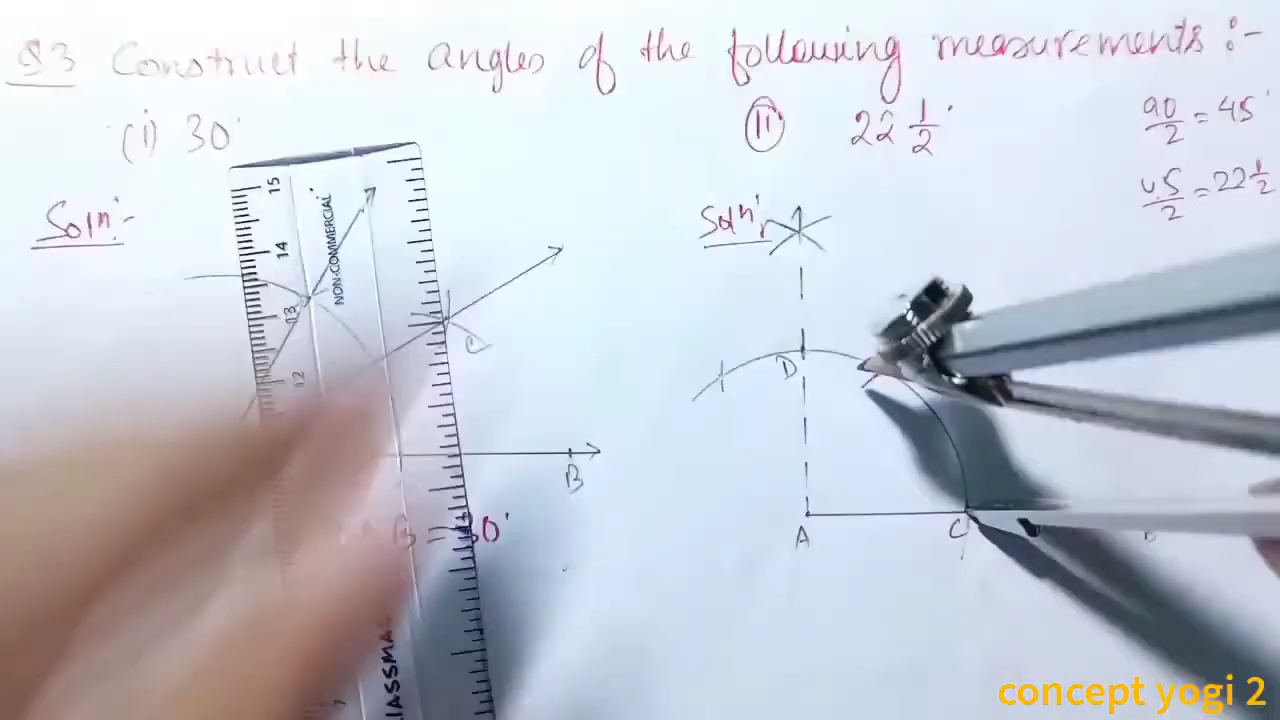 Q3 Construct the angles of the following measurements :-
(i) 30°
(ii) 22 1/2°
90/2 = 45°
45/2 = 22 1/2
Soln:-
Soln:
15
14
13
12
NON-COMMERCIAL
C
B
D
A
C
concept yogi 2